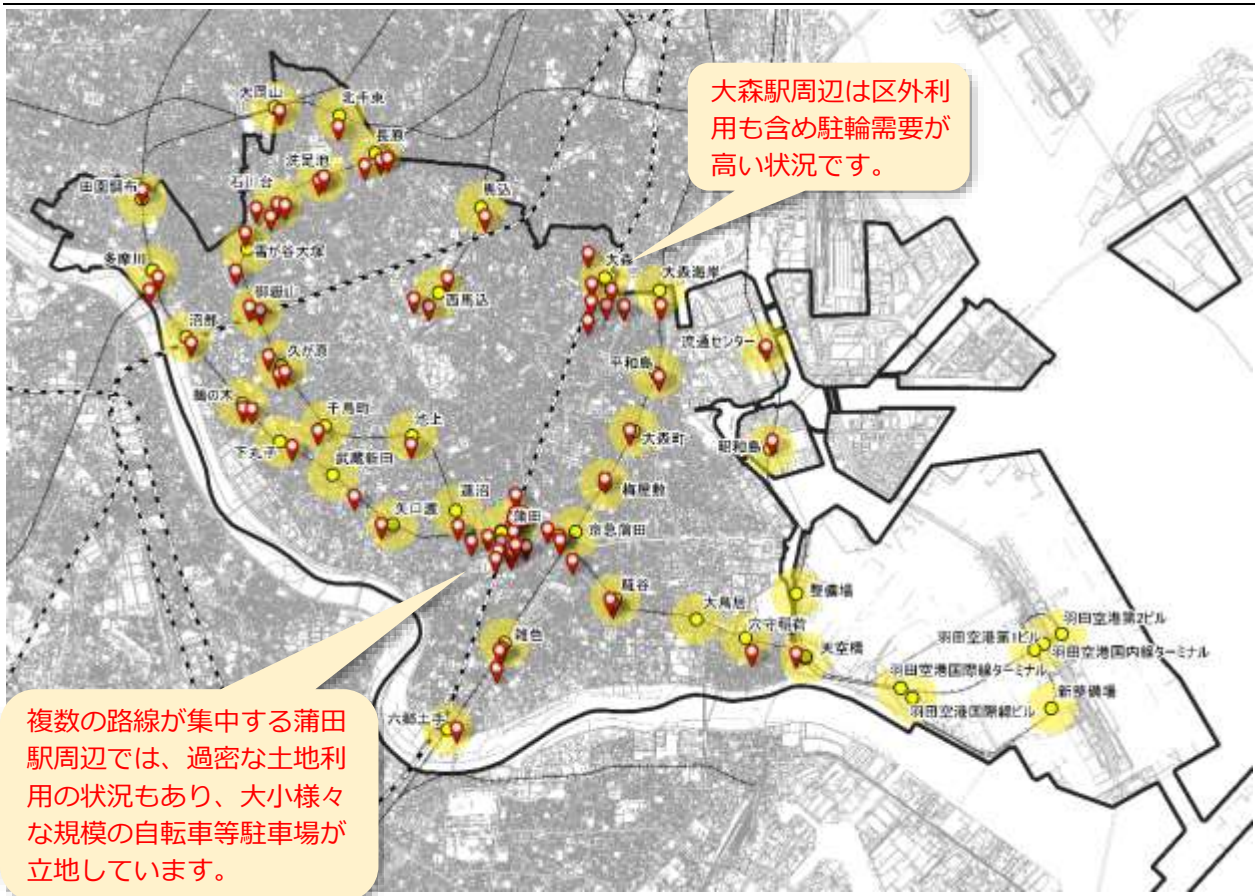 大森駅周辺は区外利
用も含め駐輪需要が
高い状況です。
大岡山
北千束
長原
洗足池
石川台
田園調布
馬込
雪が谷大塚
多摩川
大森
大森海岸
御嶽山
西馬込
沼部
流通センター
久が原
平和島
鵜の木
千鳥町
池上
大森町
昭和島
下丸子
武蔵新田
梅屋敷
蓮沼
矢口渡
蒲田
京急蒲田
糀谷
整備場
大鳥居
穴守稲荷
天空橋
雑色
羽田空港第2ビル
羽田空港第1ビル
羽田空港国内線ターミナル
羽田空港国際線ターミナル
新整備場
羽田空港国際線ビル
六郷土手
複数の路線が集中する蒲田
駅周辺では、過密な土地利
用の状況もあり、大小様々
な規模の自転車等駐車場が
立地しています。